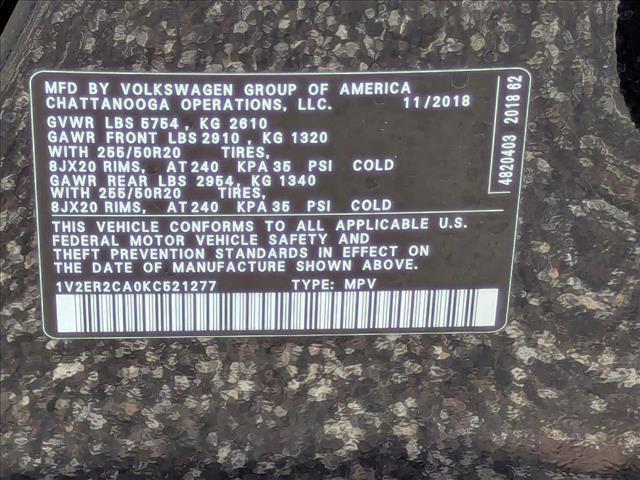 MFD BY VOLKSWAGEN GROUP OF AMERICA
CHATTANOOGA OPERATIONS, LLC. 11/2018
GVWR LBS 5754 , KG 2610
GAWR FRONT LBS 2910 , KG 1320
WITH 255/50R20 TIRES,
8JX20 RIMS, AT 240 KPA 35 PSI COLD
GAWR REAR LBS 2954, KG 1340
WITH 255/50R20 TIRES,
8JX20 RIMS, AT 240 KPA 35 PSI COLD
THIS VEHICLE CONFORMS TO ALL APPLICABLE U.S.
FEDERAL MOTOR VEHICLE SAFETY AND
THEFT PREVENTION STANDARDS IN EFFECT ON
THE DATE OF MANUFACTURE SHOWN ABOVE.
1V2ER2CA0KC521277 TYPE: MPV
4820403 2018 62